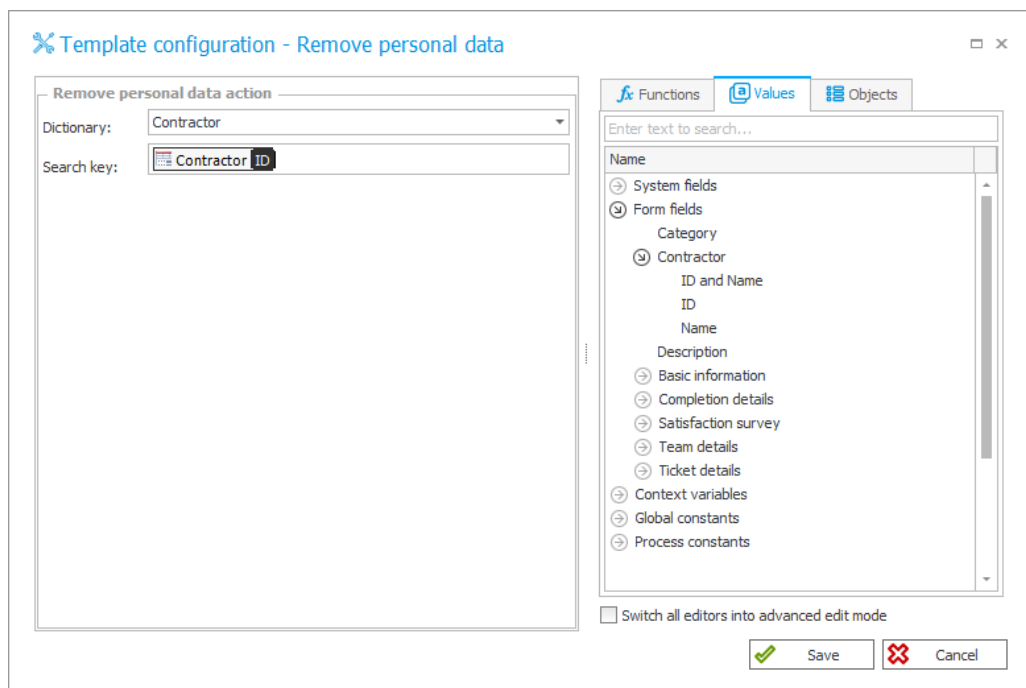 Template configuration - Remove personal data
Remove personal data action
Dictionary: Contractor
Search key: Contractor ID
fx Functions a Values Objects
Enter text to search...
Name
System fields
Form fields
Category
Contractor
ID and Name
ID
Name
Description
Basic information
Completion details
Satisfaction survey
Team details
Ticket details
Context variables
Global constants
Process constants
Switch all editors into advanced edit mode
Save Cancel